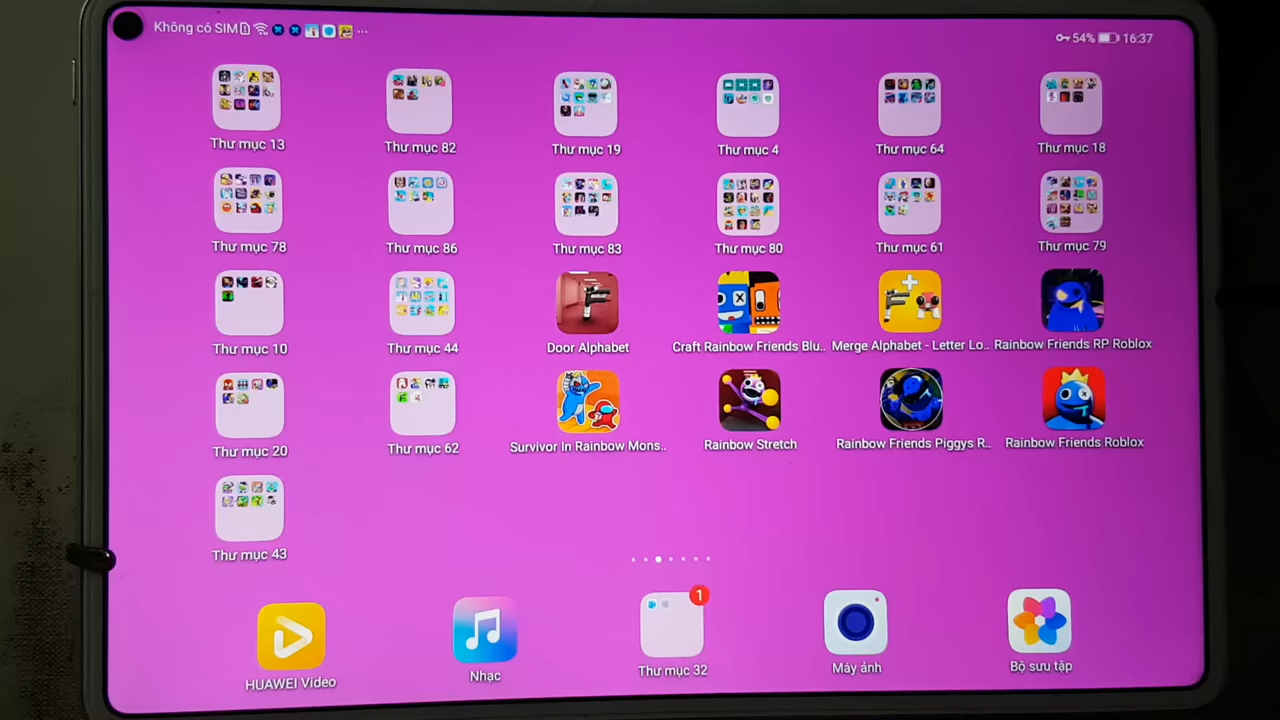 Không có SIM
54% 16:37
Thư mục 13
Thư mục 82
Thư mục 19
Thư mục 4
Thư mục 64
Thư mục 18
Thư mục 78
Thư mục 86
Thư mục 83
Thư mục 80
Thư mục 61
Thư mục 79
Thư mục 10
Thư mục 44
Door Alphabet
Craft Rainbow Friends Blu..
Merge Alphabet - Letter Lo..
Rainbow Friends RP Roblox
Thư mục 20
Thư mục 62
Survivor In Rainbow Mons..
Rainbow Stretch
Rainbow Friends Piggys R..
Rainbow Friends Roblox
Thư mục 43
1
HUAWEI Video
Nhạc
Thư mục 32
Máy ảnh
Bộ sưu tập